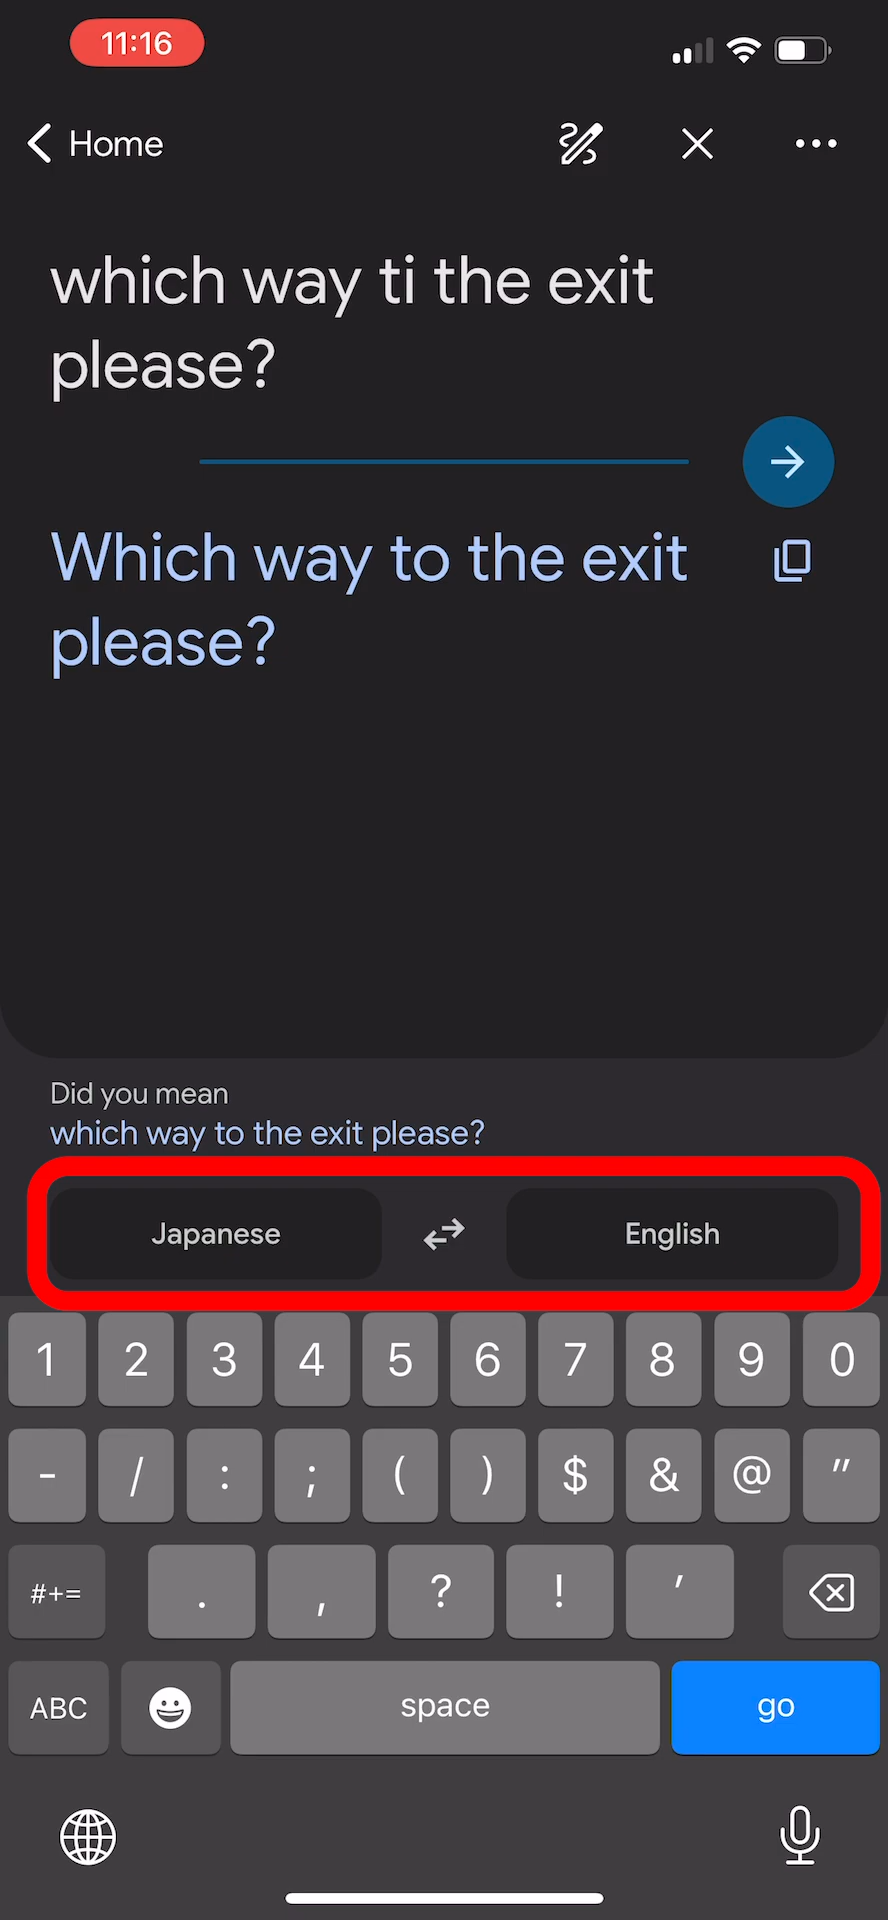 11:16
Home
which way ti the exit
please?
Which way to the exit
please?
Did you mean
which way to the exit please?
Japanese English
1 2 3 4 5 6 7 8 9 0
- / : ; ( ) $ & @ "
#+= . , ? ! '
ABC space go